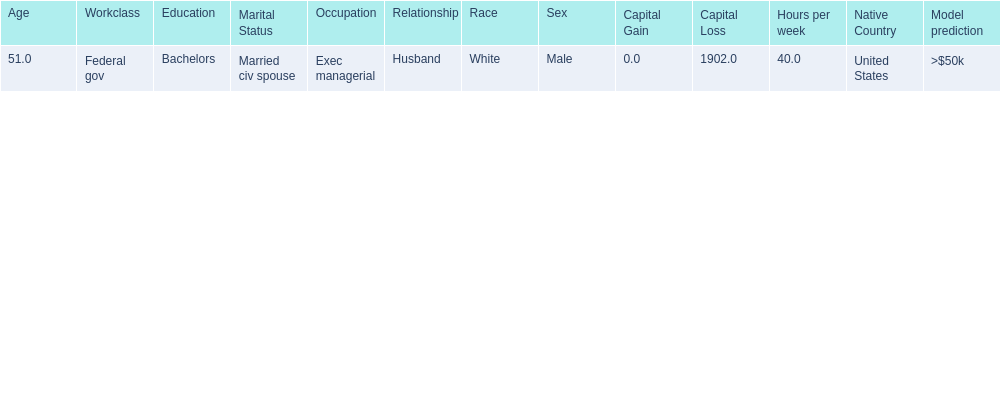 Age Workclass Education Marital Status Occupation Relationship Race Sex Capital Gain Capital Loss Hours per week Native Country Model prediction
51.0 Federal gov Bachelors Married civ spouse Exec managerial Husband White Male 0.0 1902.0 40.0 United States >$50k